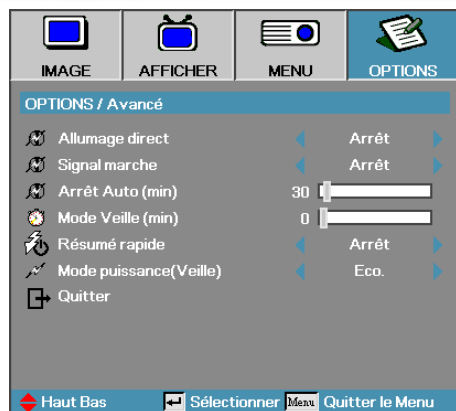 IMAGE AFFICHER MENU OPTIONS
OPTIONS / Avancé
Allumage direct Arrêt
Signal marche Arrêt
Arrêt Auto (min) 30
Mode Veille (min) 0
Résumé rapide Arrêt
Mode puissance(Veille) Eco.
Quitter
Haut Bas Sélectionner Menu Quitter le Menu